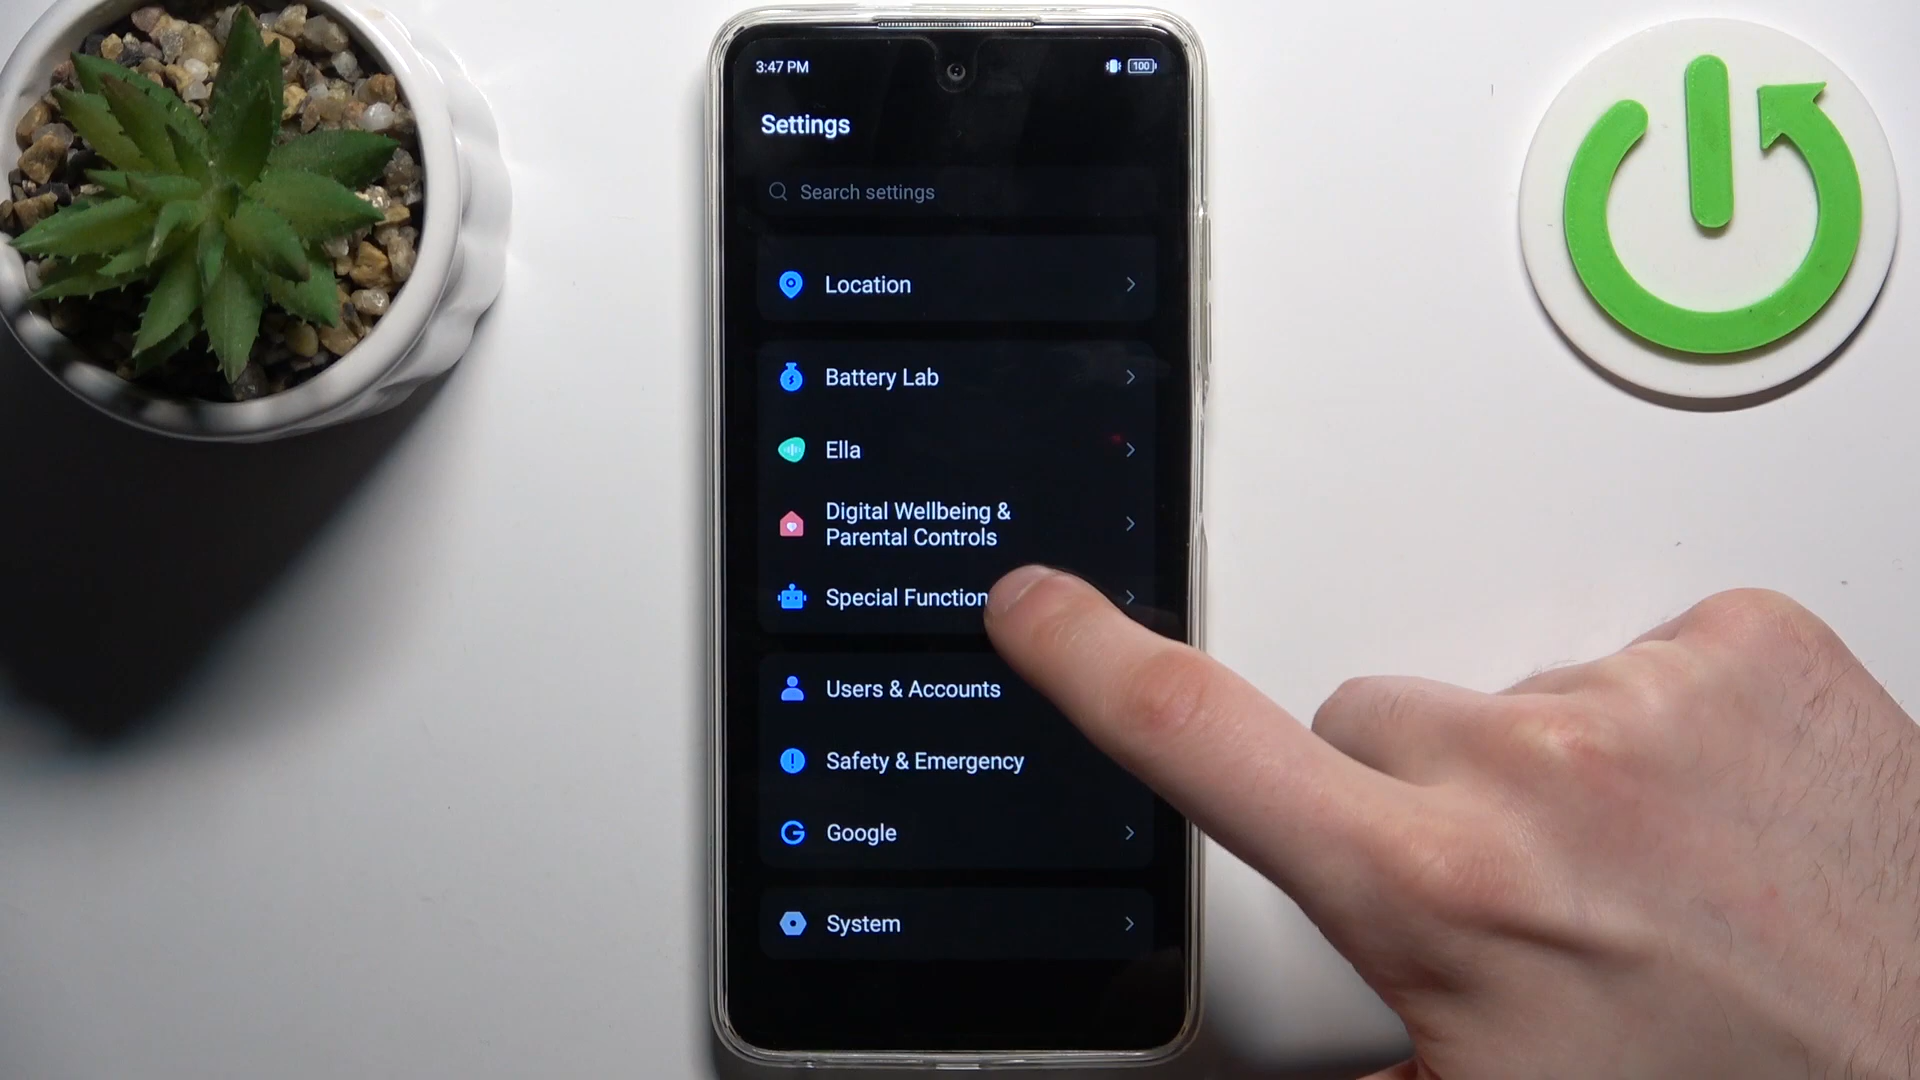 3:47 PM
100
Settings
Search settings
Location
Battery Lab
Ella
Digital Wellbeing &
Parental Controls
Special Function
Users & Accounts
Safety & Emergency
Google
System